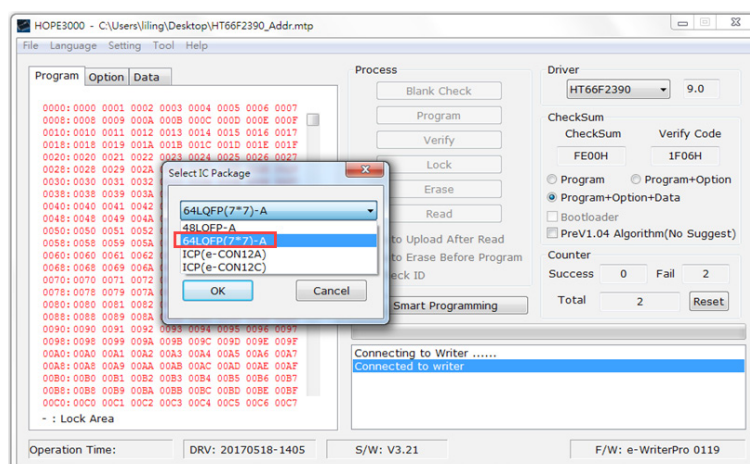 HOPE3000 - C:\Users\liling\Desktop\HT66F2390_Addr.mtp
File Language Setting Tool Help
Program Option Data
0000: 0000 0001 0002 0003 0004 0005 0006 0007
0008: 0008 0009 000A 000B 000C 000D 000E 000F
0010: 0010 0011 0012 0013 0014 0015 0016 0017
0018: 0018 0019 001A 001B 001C 001D 001E 001F
0020: 0020 0021 0022 0023 0024 0025 0026 0027
0028: 0028 0029 002A
0030: 0030 0031 0032
0038: 0038 0039 003A
0040: 0040 0041 0042
0048: 0048 0049 004A
0050: 0050 0051 0052
0058: 0058 0059 005A
0060: 0060 0061 0062
0068: 0068 0069 006A
0070: 0070 0071 0072
0078: 0078 0079 007A
0080: 0080 0081 0082
0088: 0088 0089 008A
0090: 0090 0091 0092 0093 0094 0095 0096 0097
0098: 0098 0099 009A 009B 009C 009D 009E 009F
00A0: 00A0 00A1 00A2 00A3 00A4 00A5 00A6 00A7
00A8: 00A8 00A9 00AA 00AB 00AC 00AD 00AE 00AF
00B0: 00B0 00B1 00B2 00B3 00B4 00B5 00B6 00B7
00B8: 00B8 00B9 00BA 00BB 00BC 00BD 00BE 00BF
00C0: 00C0 00C1 00C2 00C3 00C4 00C5 00C6 00C7
- : Lock Area
Select IC Package
64LQFP(7*7)-A
48LQFP-A
64LQFP(7*7)-A
ICP(e-CON12A)
ICP(e-CON12C)
OK
Cancel
Process
Blank Check
Program
Verify
Lock
Erase
Read
to Upload After Read
to Erase Before Program
eck ID
Smart Programming
Driver
HT66F2390
9.0
CheckSum
CheckSum Verify Code
FE00H 1F06H
Program Program+Option
Program+Option+Data
Bootloader
PreV1.04 Algorithm(No Suggest)
Counter
Success 0 Fail 2
Total 2 Reset
Connecting to Writer ......
Connected to writer
Operation Time: DRV: 20170518-1405 S/W: V3.21 F/W: e-WriterPro 0119